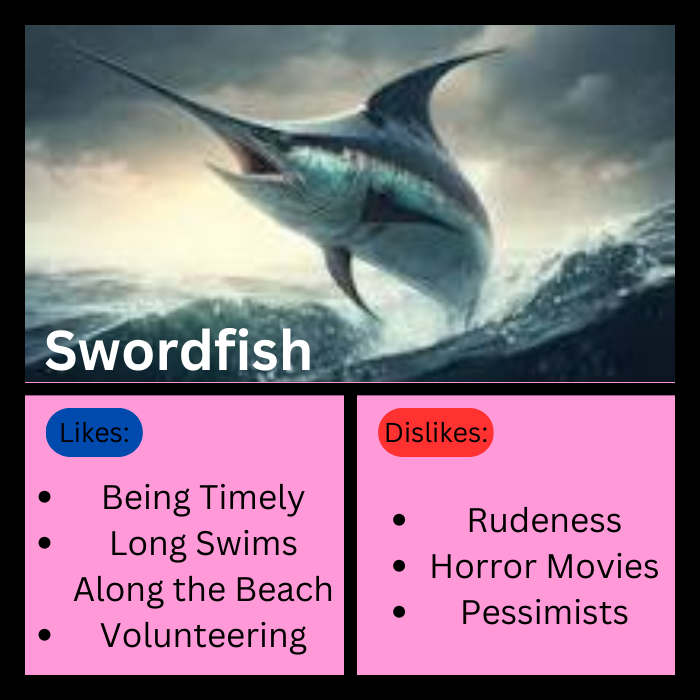 Swordfish
Likes:
• Being Timely
• Long Swims
Along the Beach
• Volunteering
Dislikes:
• Rudeness
• Horror Movies
• Pessimists